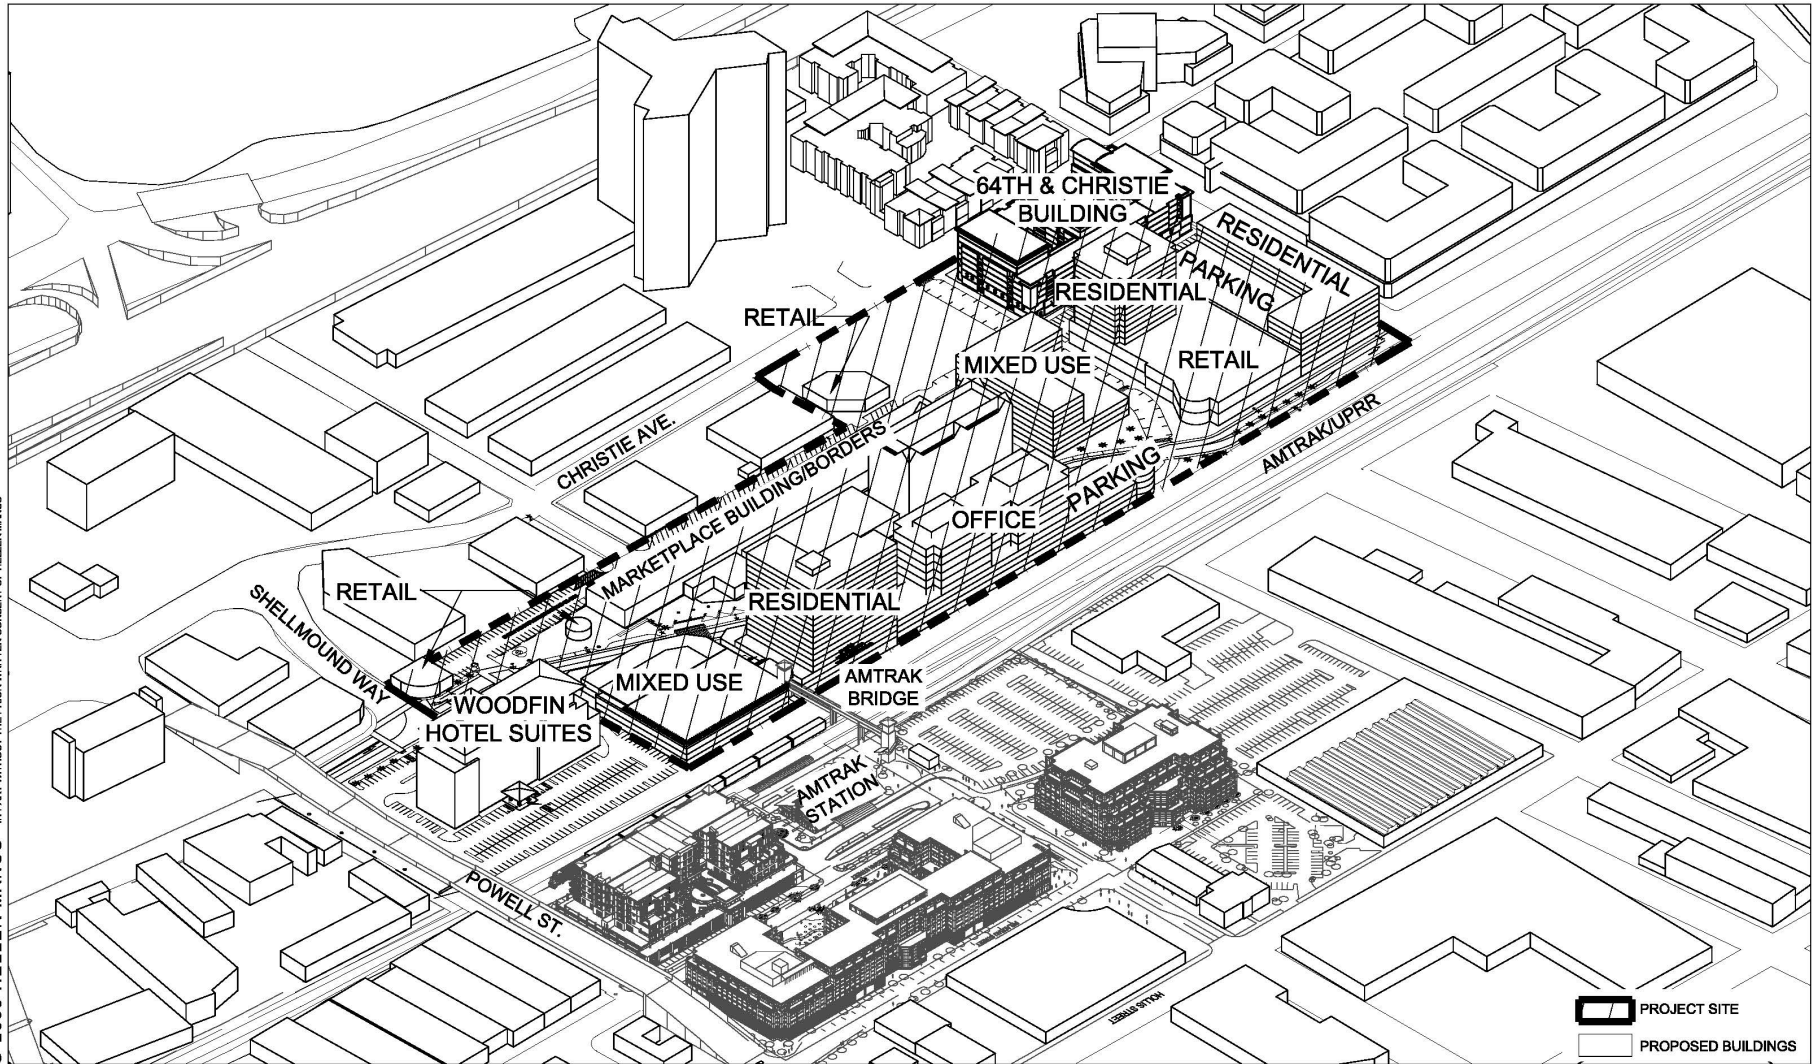 64TH & CHRISTIE
BUILDING
RESIDENTIAL
PARKING
RESIDENTIAL
RETAIL
MIXED USE
RETAIL
CHRISTIE AVE.
MARKETPLACE BUILDING/BORDERS
AMTRAK/UPRR
PARKING
OFFICE
RETAIL
SHELLMOUND WAY
RESIDENTIAL
MIXED USE
AMTRAK
BRIDGE
WOODFIN
HOTEL SUITES
AMTRAK
STATION
POWELL ST.
HOLLIS STREET
PROJECT SITE
PROPOSED BUILDINGS